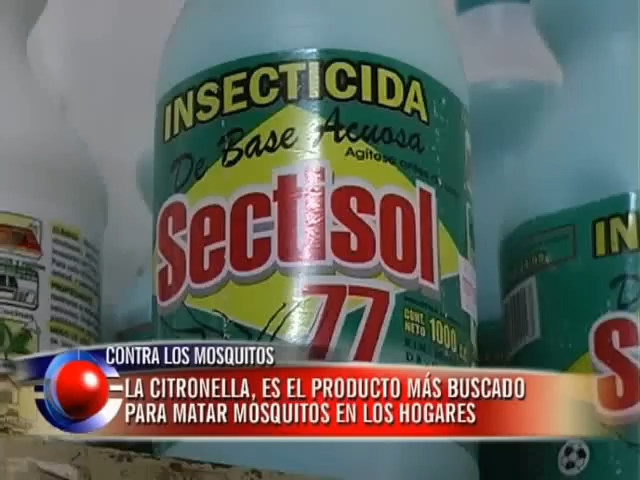 INSECTICIDA
De Base Acuosa
Sectisol
77
CONT.
NETO 1000
IN
CONTRA LOS MOSQUITOS
LA CITRONELLA, ES EL PRODUCTO MÁS BUSCADO
PARA MATAR MOSQUITOS EN LOS HOGARES